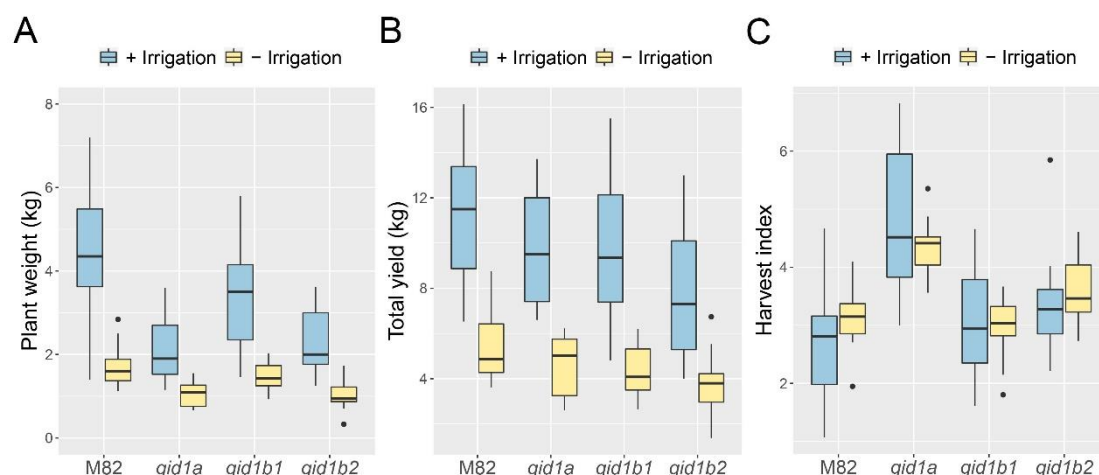 A
+ Irrigation − Irrigation
Plant weight (kg)
8
6
4
2
0
M82 gid1a gid1b1 gid1b2
B
+ Irrigation − Irrigation
Total yield (kg)
16
12
8
4
M82 gid1a gid1b1 gid1b2
C
+ Irrigation − Irrigation
Harvest index
6
4
2
M82 gid1a gid1b1 gid1b2